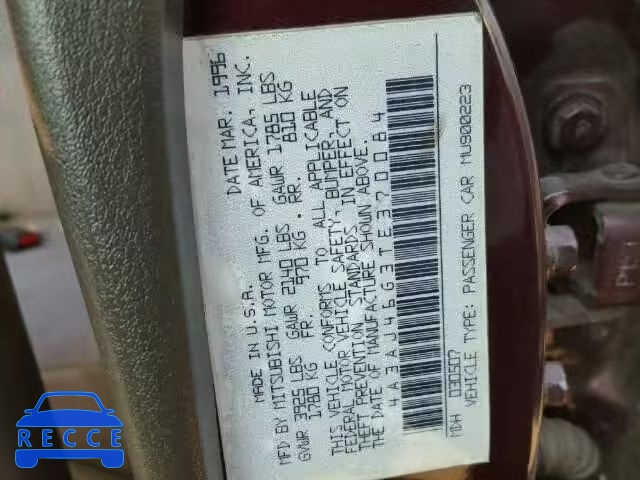 MADE IN U.S.A. DATE MAR. 1996
MFD BY MITSUBISHI MOTOR MFG. OF AMERICA, INC.
GVWR 3925 LBS GAWR 2140 LBS GAWR 1785 LBS
1780 KG FR. 970 KG RR. 810 KG
THIS VEHICLE CONFORMS TO ALL APPLICABLE
FEDERAL MOTOR VEHICLE SAFETY, BUMPER, AND
THEFT PREVENTION STANDARDS IN EFFECT ON
THE DATE OF MANUFACTURE SHOWN ABOVE.
4A3AJ46G3TE370084
MDH 030507
VEHICLE TYPE: PASSENGER CAR MU900223
RECCE